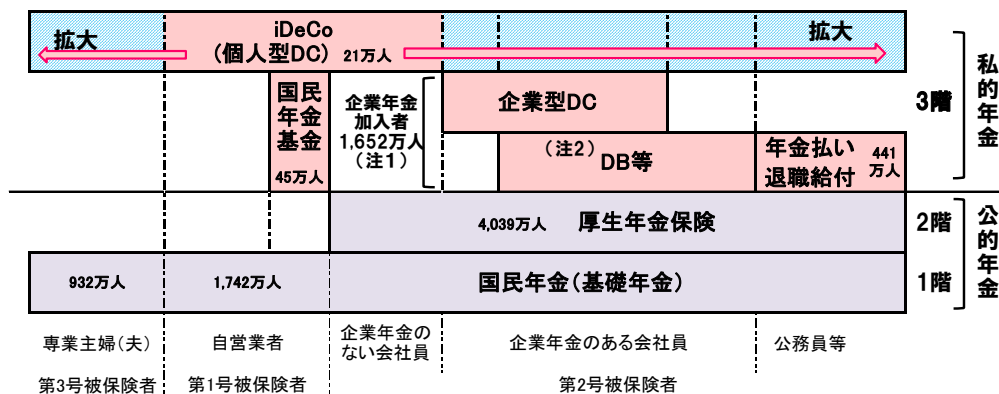 拡大
iDeCo
(個人型DC) 21万人
拡大
国民
年金
基金
45万人
企業年金
加入者
1,652万人
(注1)
企業型DC
(注2)
DB等
年金払い
退職給付
441
万人
3階
私的年金
4,039万人 厚生年金保険
2階
932万人
1,742万人
国民年金(基礎年金)
1階
公的年金
専業主婦(夫)
自営業者
企業年金の
ない会社員
企業年金のある会社員
公務員等
第3号被保険者
第1号被保険者
第2号被保険者